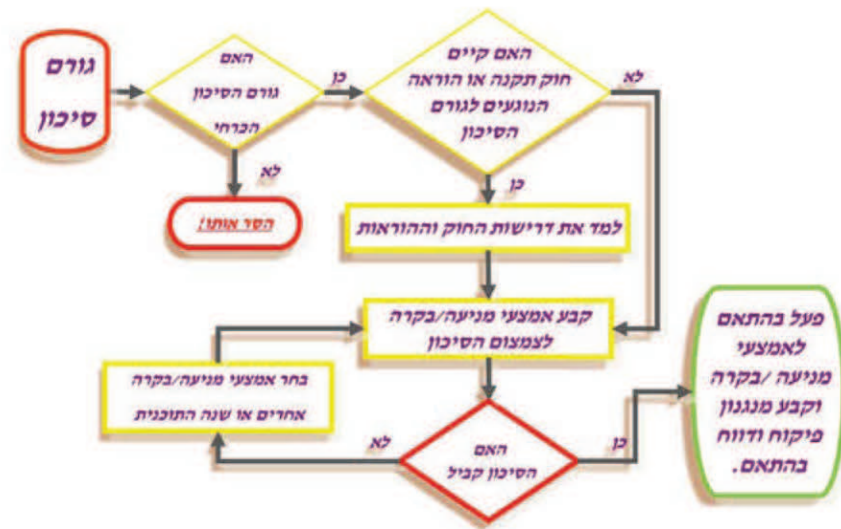 גורם
סיכון
האם
גורם הסיכון
הכרחי
כן
האם קיים
חוק תקנה או הוראה
הנוגעים לגורם
הסיכון
לא
לא
הסר אותו!
כן
למד את דרישות החוק וההוראות
קבע אמצעי מניעה/בקרה
לצמצום הסיכון
בחר אמצעי מניעה/בקרה
אחרים או שנה התוכנית
לא
האם
הסיכון קביל
כן
פעל בהתאם
לאמצעי
מניעה /בקרה
וקבע מנגנון
פיקוח ודווח
בהתאם.